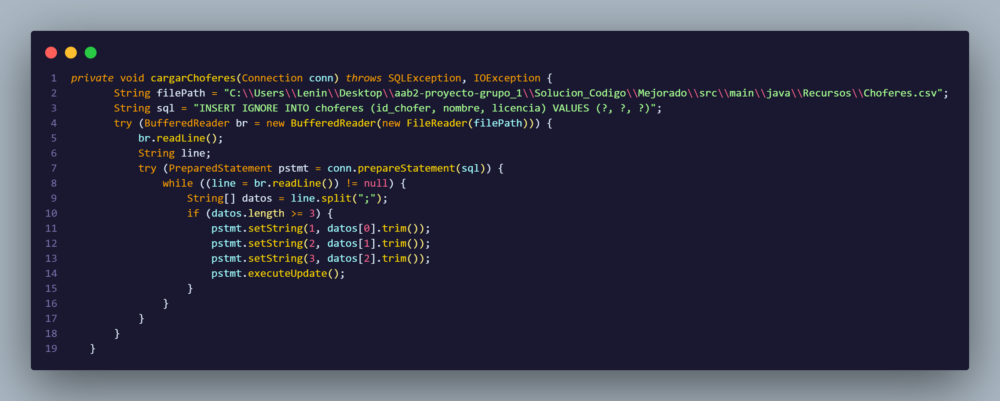 1 private void cargarChoferes(Connection conn) throws SQLException, IOException {
2 String filePath = "C:\\Users\\Lenin\\Desktop\\aab2-proyecto-grupo_1\\Solucion_Codigo\\Mejorado\\src\\main\\java\\Recursos\\Choferes.csv";
3 String sql = "INSERT IGNORE INTO choferes (id_chofer, nombre, licencia) VALUES (?, ?, ?)";
4 try (BufferedReader br = new BufferedReader(new FileReader(filePath))) {
5 br.readLine();
6 String line;
7 try (PreparedStatement pstmt = conn.prepareStatement(sql)) {
8 while ((line = br.readLine()) != null) {
9 String[] datos = line.split(";");
10 if (datos.length >= 3) {
11 pstmt.setString(1, datos[0].trim());
12 pstmt.setString(2, datos[1].trim());
13 pstmt.setString(3, datos[2].trim());
14 pstmt.executeUpdate();
15 }
16 }
17 }
18 }
19 }